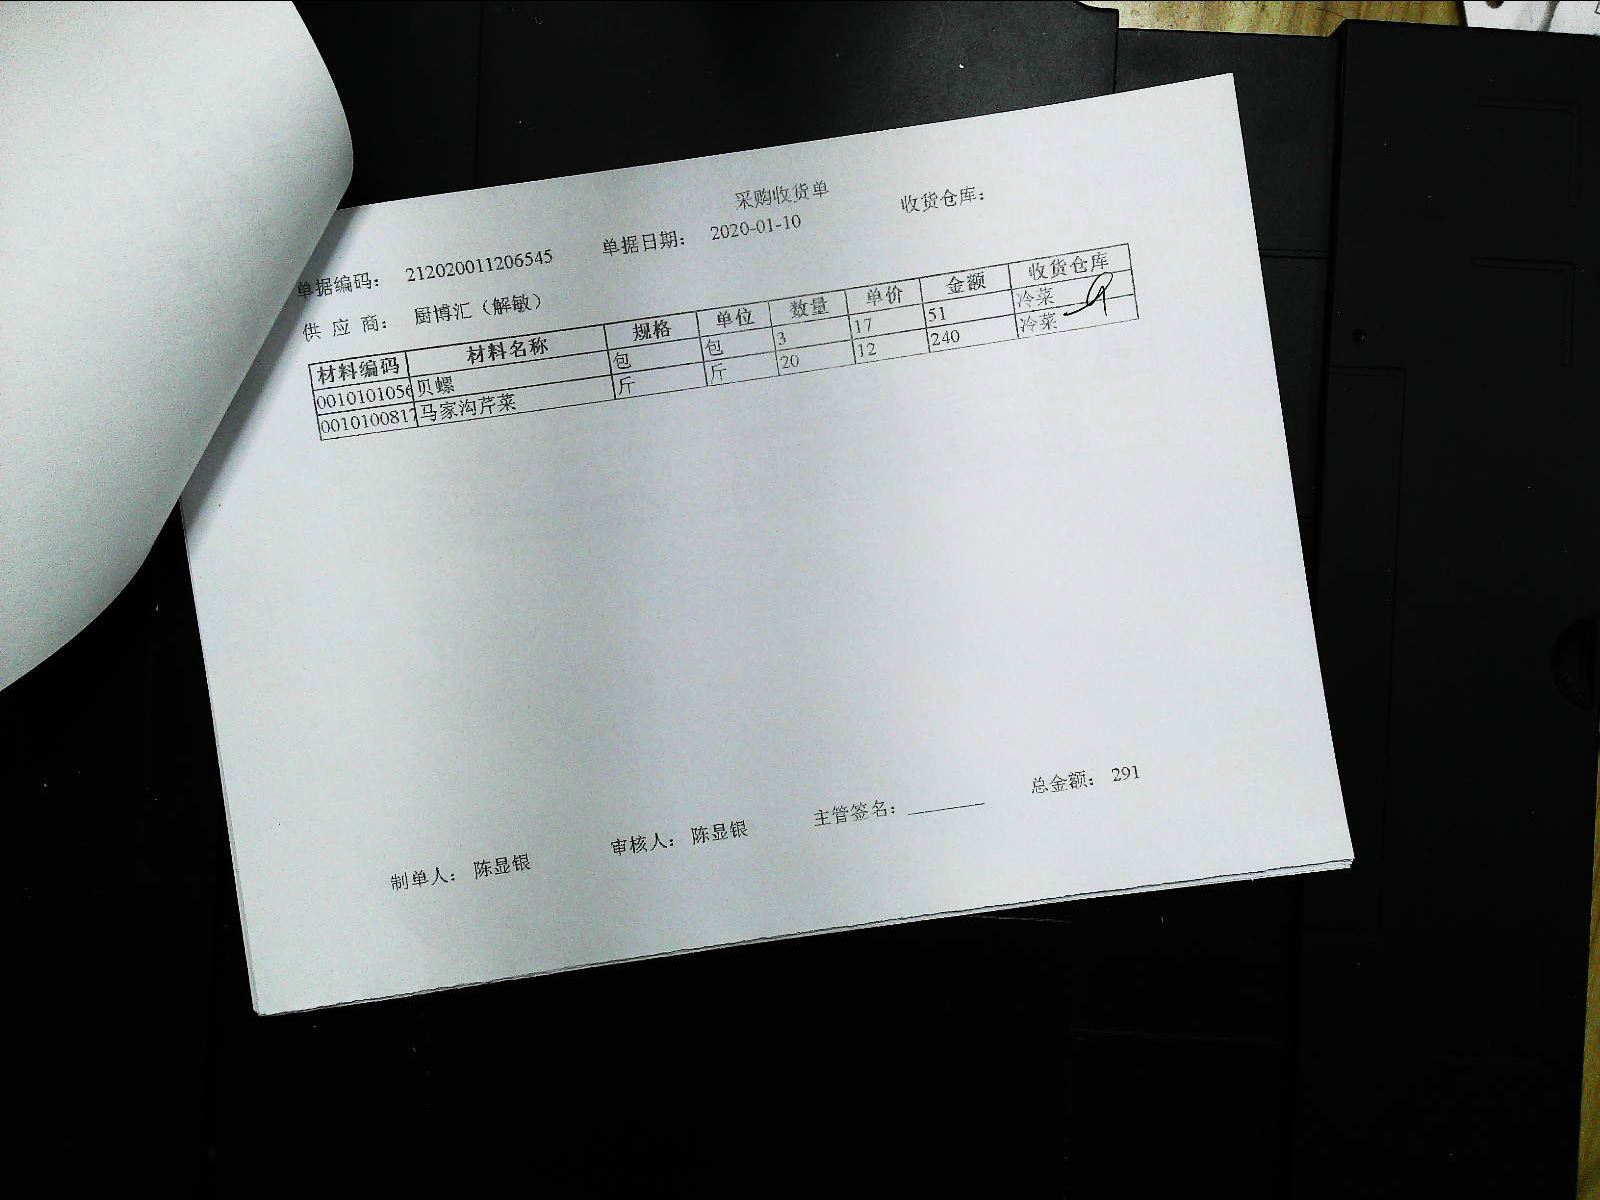 采购收货单
单据编码： 212020011206545 单据日期： 2020-01-10 收货仓库：
供 应 商： 厨博汇（解敏）
材料编码 材料名称 规格 单位 数量 单价 金额 收货仓库
0010101056 贝螺 包 包 3 17 51 冷菜
0010100817 马家沟芹菜 斤 斤 20 12 240 冷菜
制单人： 陈显银 审核人： 陈显银 主管签名： 总金额： 291